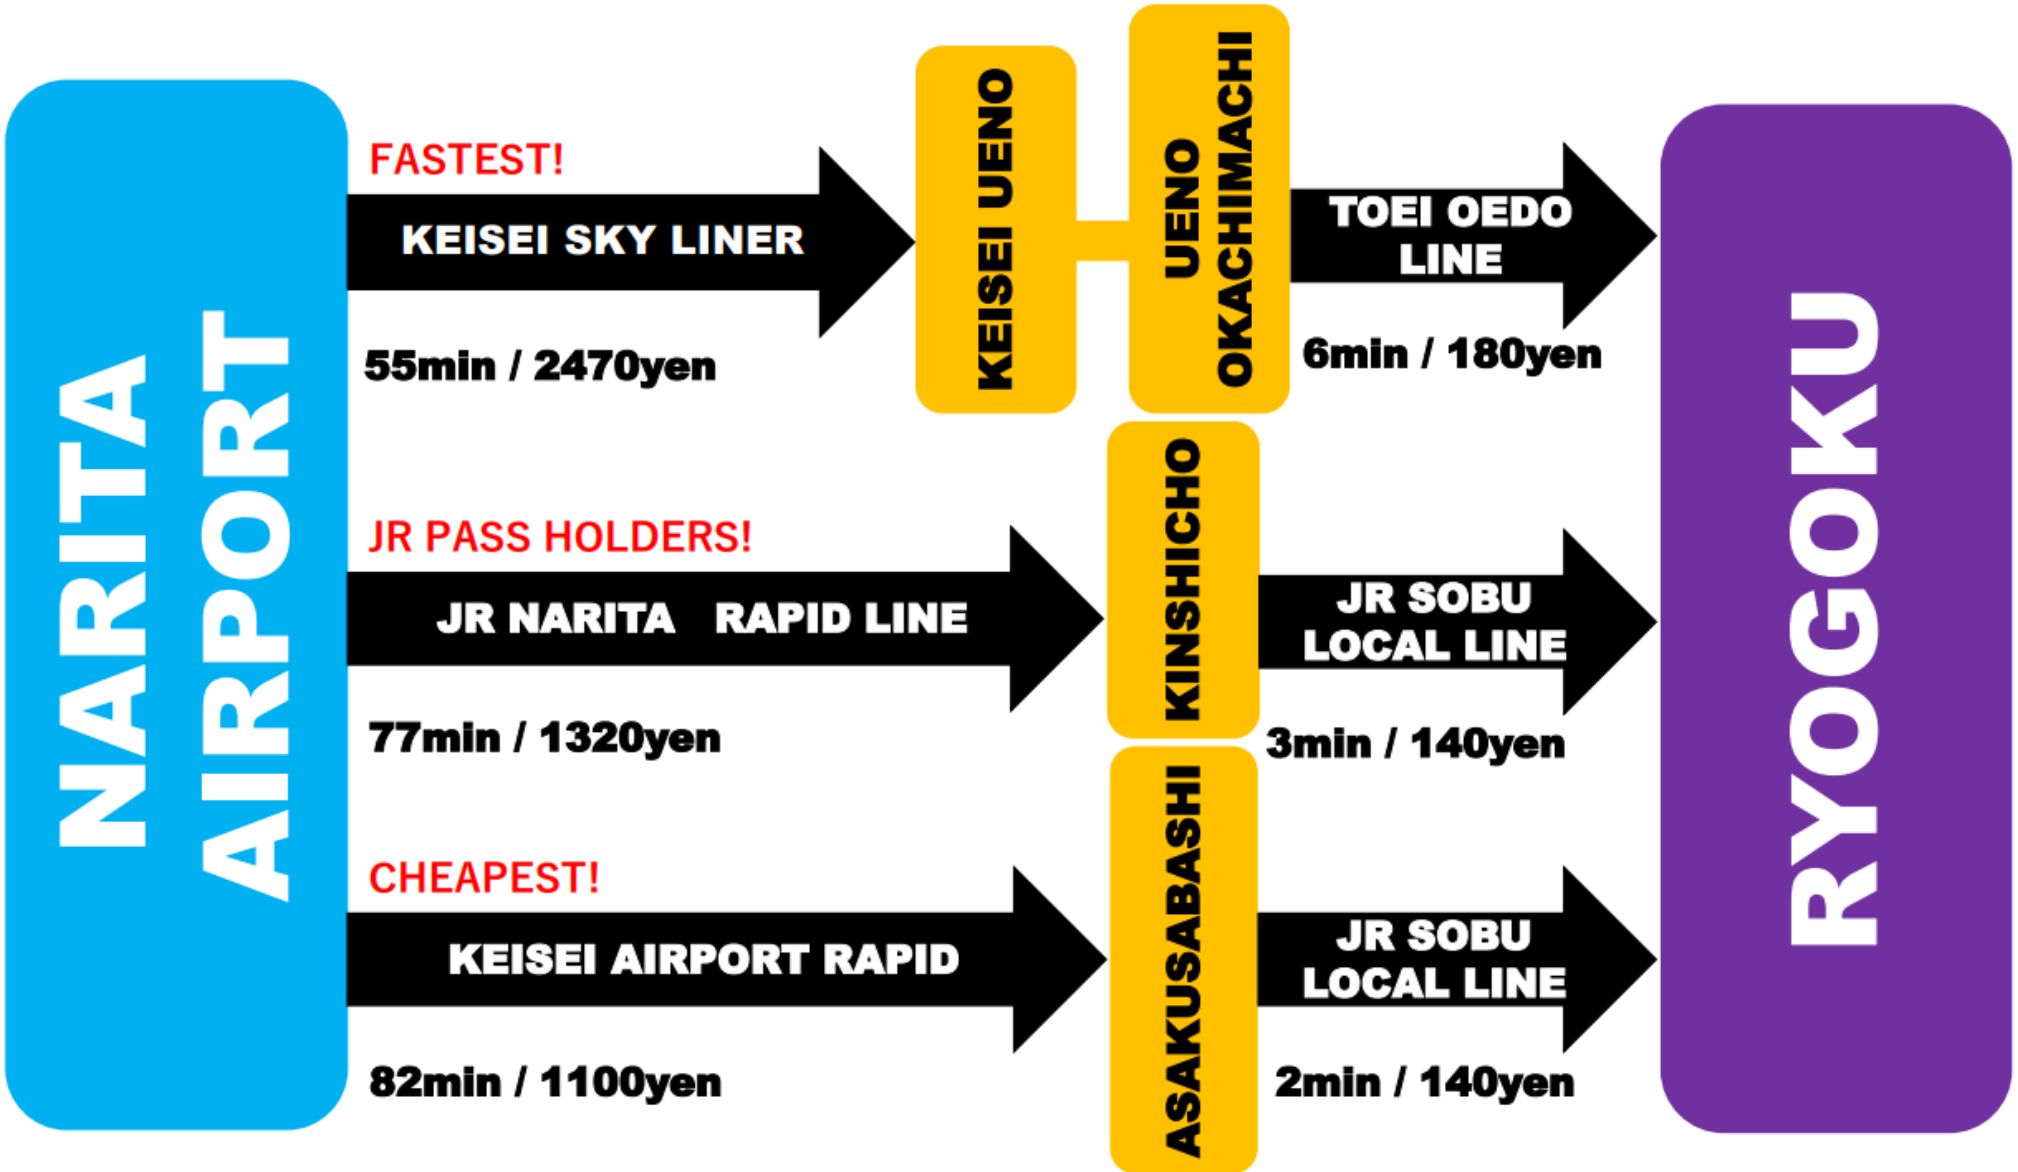 NARITA
AIRPORT
FASTEST!
KEISEI SKY LINER
55min / 2470yen
KEISEI UENO
UENO
OKACHIMACHI
TOEI OEDO
LINE
6min / 180yen
JR PASS HOLDERS!
JR NARITA RAPID LINE
77min / 1320yen
KINSHICHO
JR SOBU
LOCAL LINE
3min / 140yen
CHEAPEST!
KEISEI AIRPORT RAPID
82min / 1100yen
ASAKUSABASHI
JR SOBU
LOCAL LINE
2min / 140yen
RYOGOKU